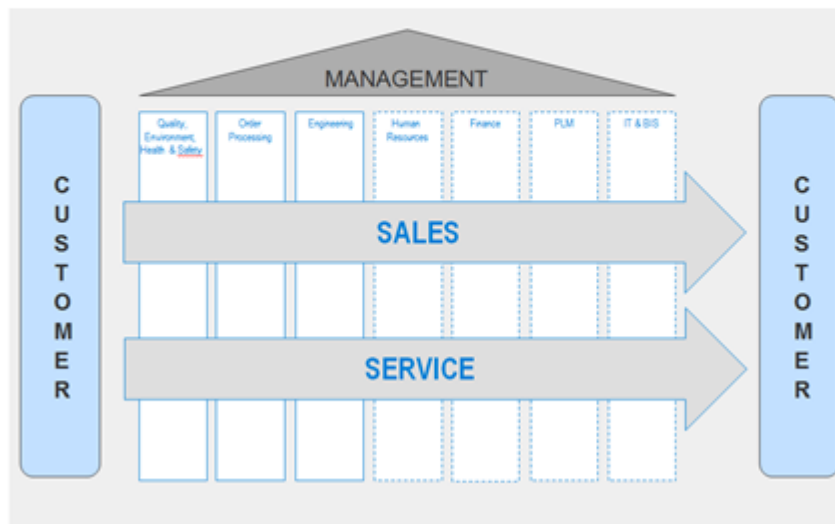 MANAGEMENT
Quality,
Environment,
Health & Safety
Order
Processing
Engineering
Human
Resources
Finance
PLM
IT & BIS
CUSTOMER
SALES
SERVICE
CUSTOMER